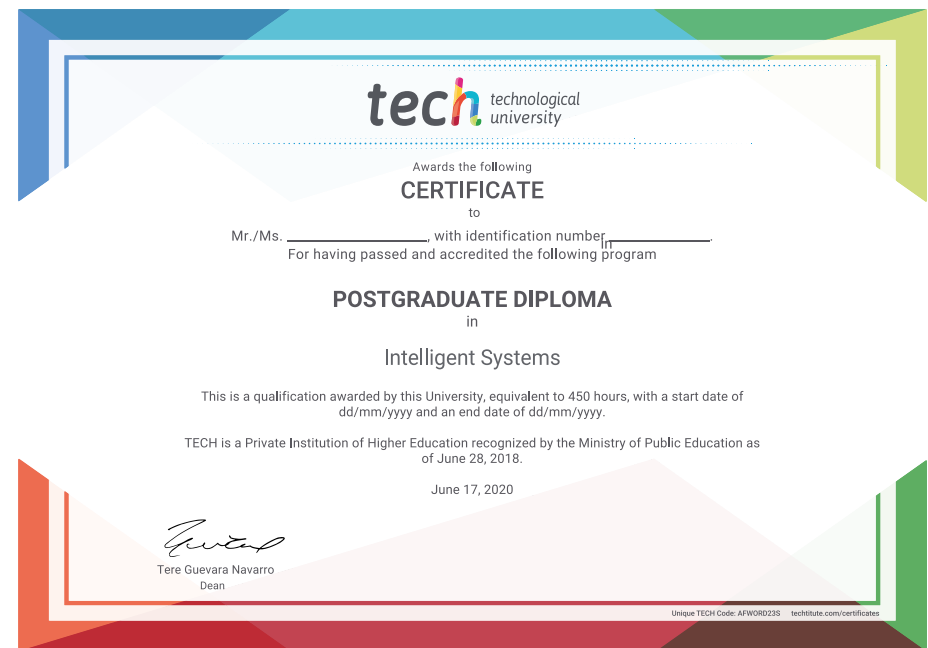 tech technological
university
Awards the following
CERTIFICATE
to
Mr./Ms. ____________, with identification number ____________.
In
For having passed and accredited the following program
POSTGRADUATE DIPLOMA
in
Intelligent Systems
This is a qualification awarded by this University, equivalent to 450 hours, with a start date of
dd/mm/yyyy and an end date of dd/mm/yyyy.
TECH is a Private Institution of Higher Education recognized by the Ministry of Public Education as
of June 28, 2018.
June 17, 2020
Tere Guevara Navarro
Dean
Unique TECH Code: AFWORD23S techtitute.com/certificates